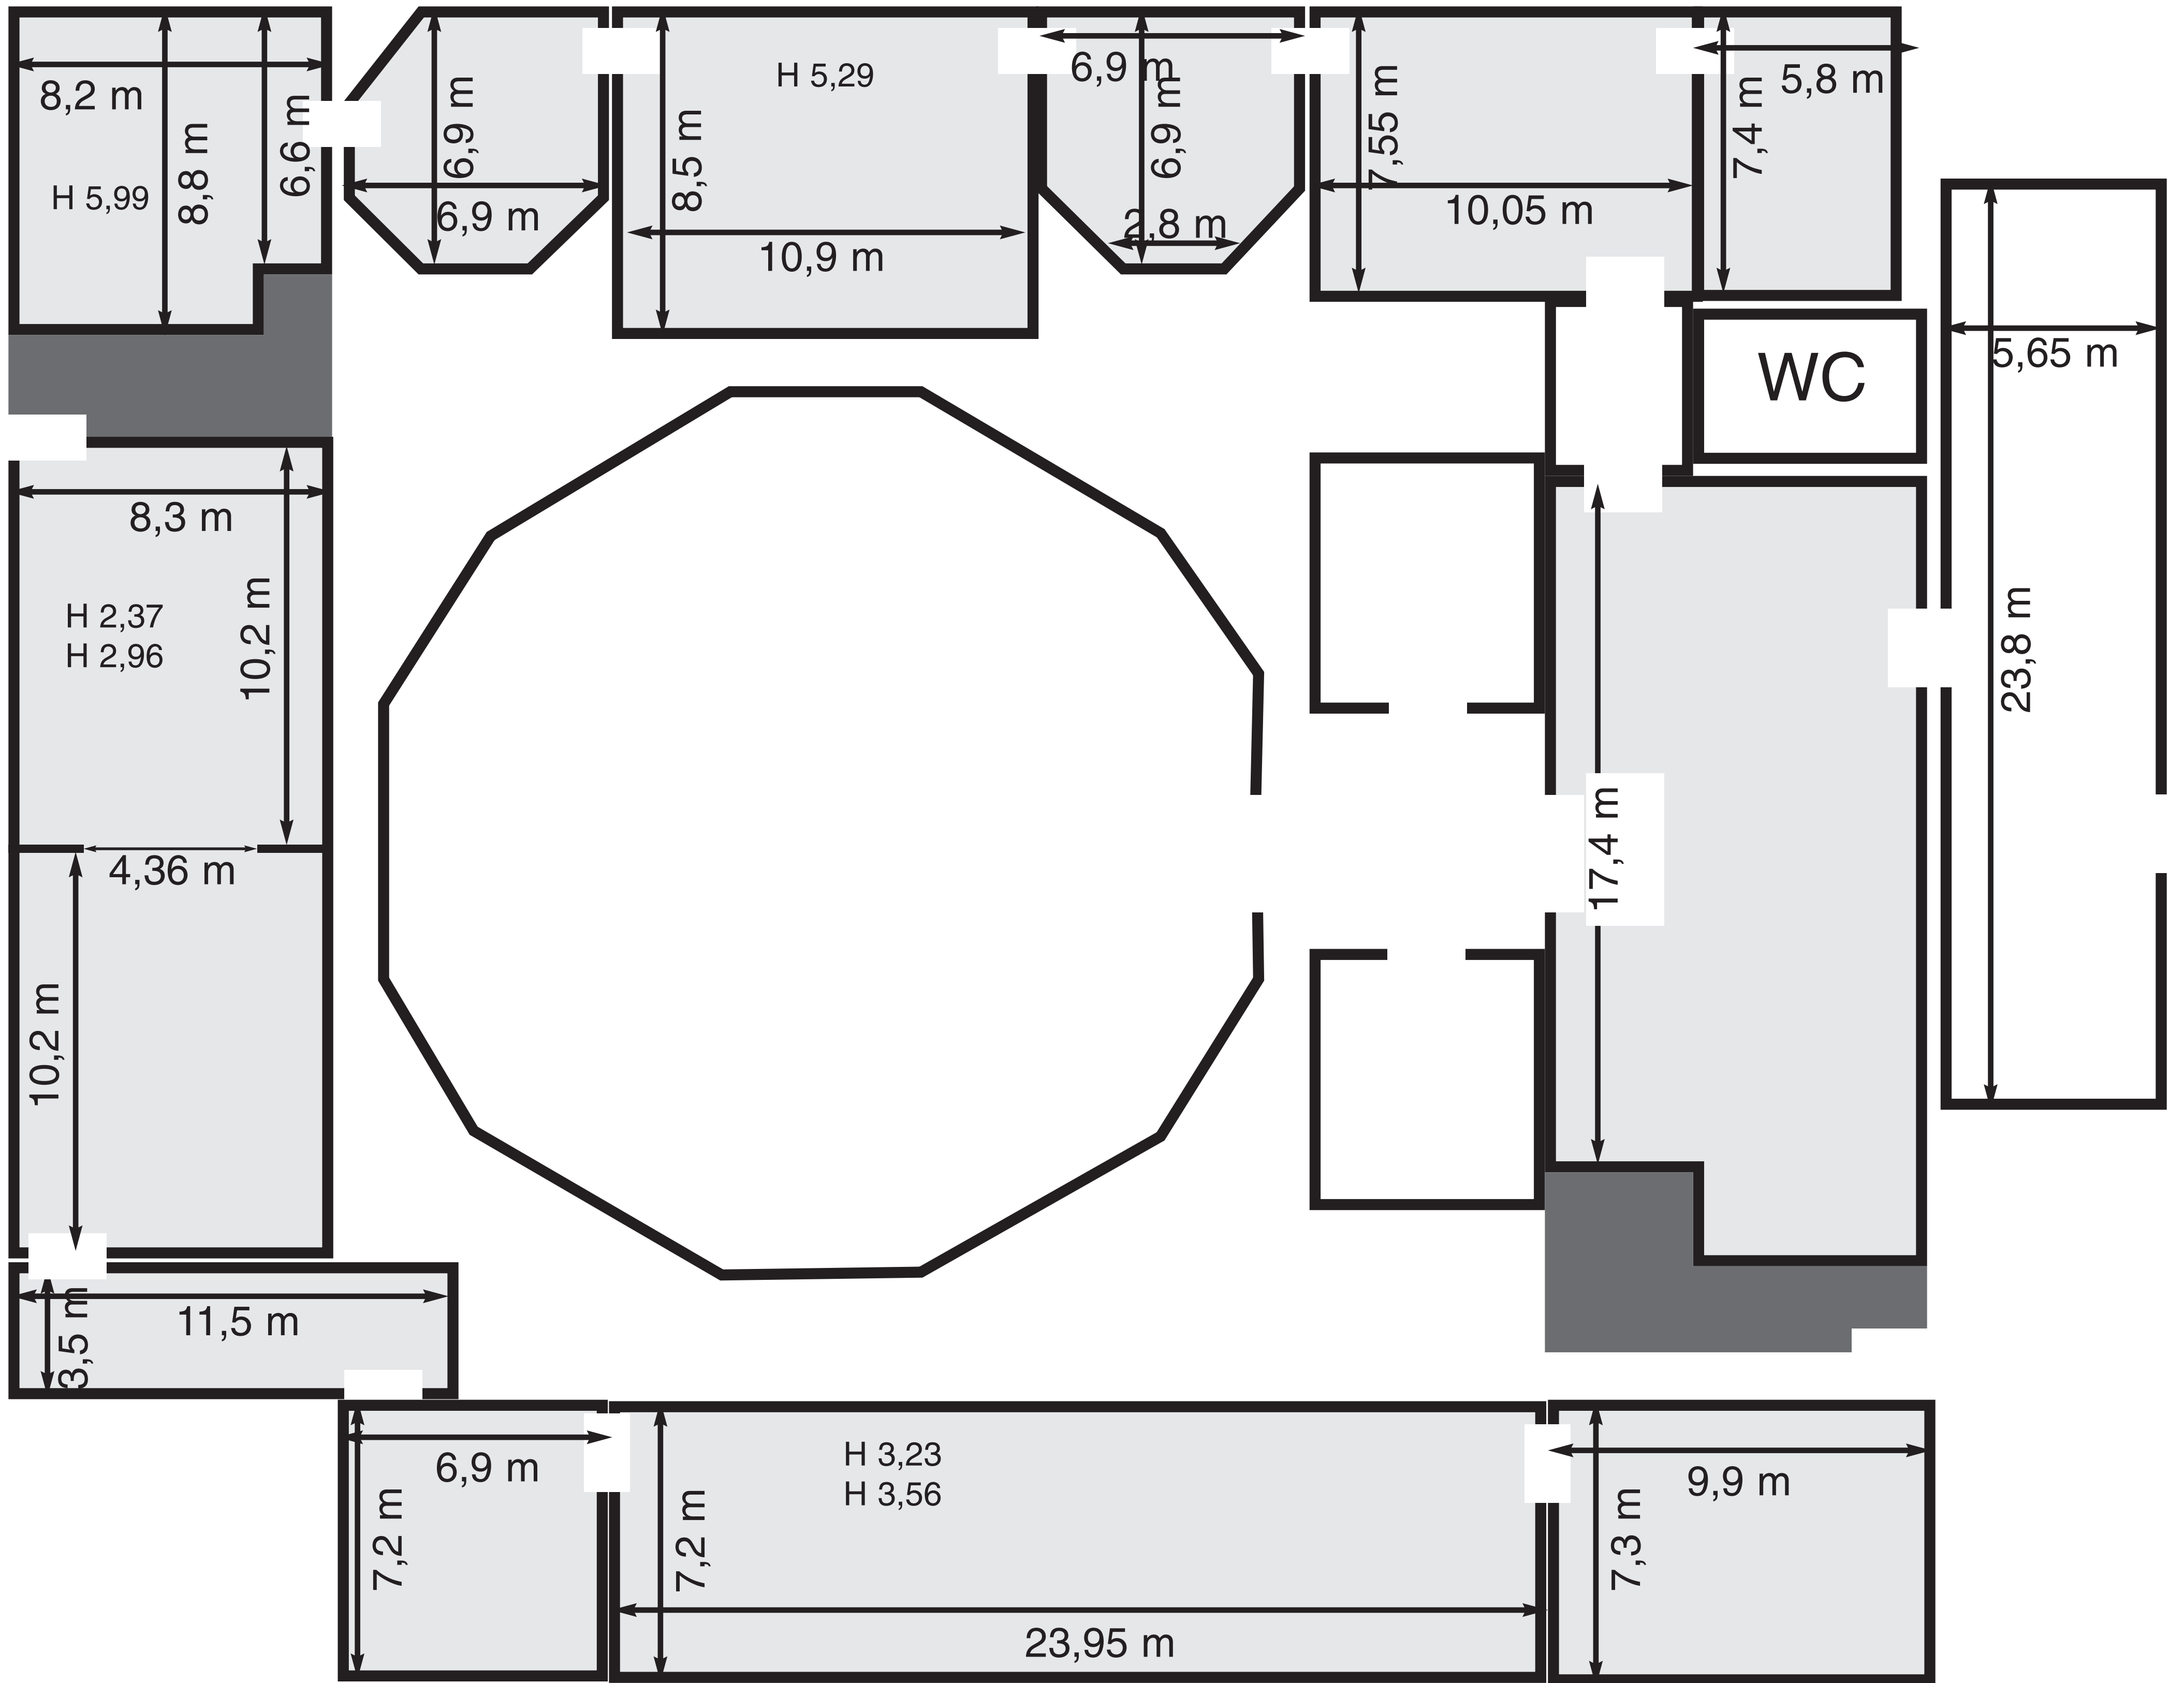 8,2 m
H 5,99
8,8 m
6,6 m
6,9 m
6,9 m
H 5,29
8,5 m
10,9 m
6,9 m
6,9 m
2,8 m
7,55 m
10,05 m
7,4 m
5,8 m
WC
5,65 m
23,8 m
8,3 m
H 2,37
H 2,96
10,2 m
4,36 m
10,2 m
17,4 m
11,5 m
3,5 m
6,9 m
7,2 m
H 3,23
H 3,56
7,2 m
23,95 m
9,9 m
7,3 m